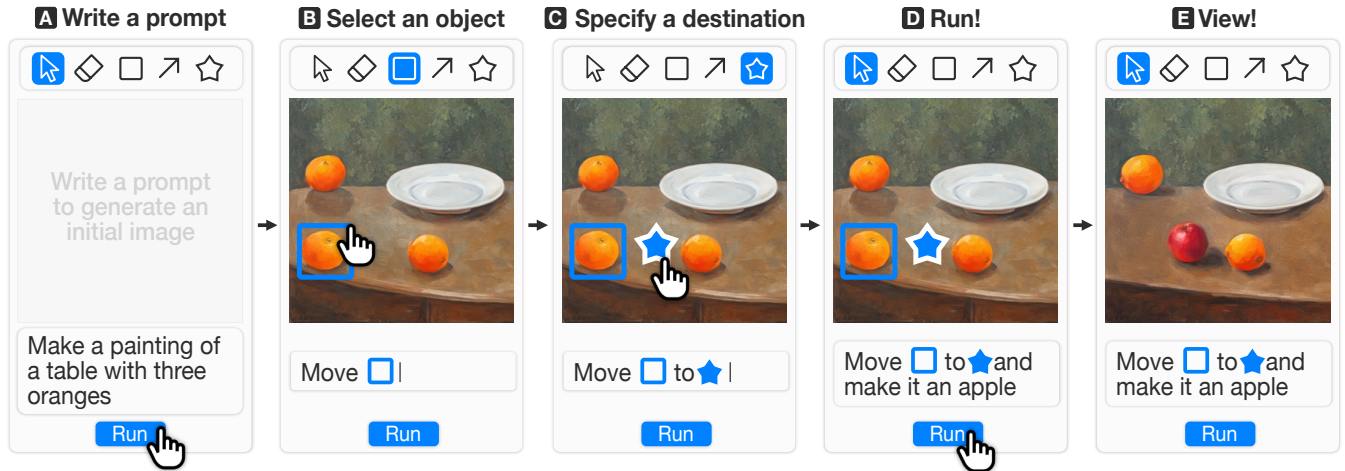 A Write a prompt
Write a prompt
to generate an
initial image
Make a painting of
a table with three
oranges
Run
B Select an object
Move
Run
C Specify a destination
Move to
Run
D Run!
Move to and
make it an apple
Run
E View!
Move to and
make it an apple
Run